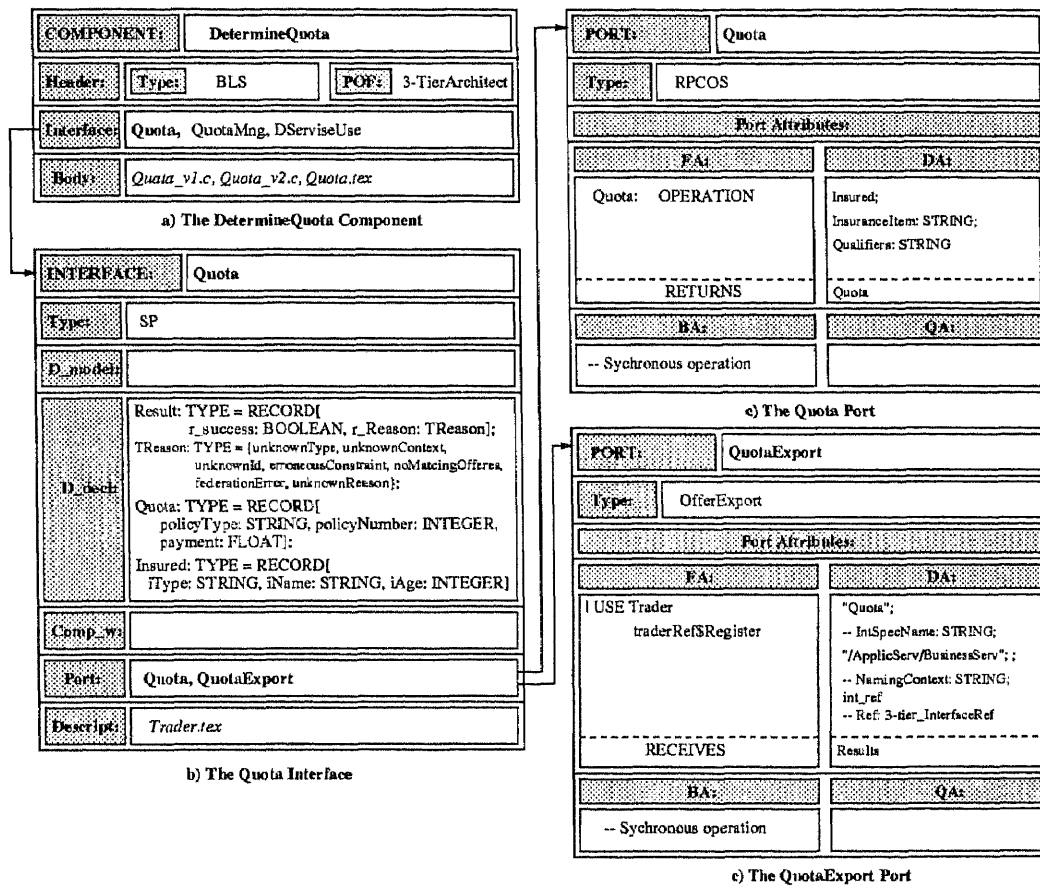 COMPONENT: DetermineQuota
Header: Type: BLS POF: 3-TierArchitect
Interface: Quota, QuotaMng, DServiseUse
Body: Quata_v1.c, Quota_v2.c, Quota.tex
a) The DetermineQuota Component
INTERFACE: Quota
Type: SP
D_model:
D_decl:
Result: TYPE = RECORD[
r_success: BOOLEAN, r_Reason: TReason];
TReason: TYPE = {unknownType, unknownContext,
unknownId, erroneousConstraint, noMatcingOfferes,
federationError, unknownReason};
Quota: TYPE = RECORD[
policyType: STRING, policyNumber: INTEGER,
payment: FLOAT];
Insured: TYPE = RECORD[
iType: STRING, iName: STRING, iAge: INTEGER]
Comp_w:
Port: Quota, QuotaExport
Descript: Trader.tex
b) The Quota Interface
PORT: Quota
Type: RPCOS
Port Attributes:
FA: DA:
Quota: OPERATION
Insured;
InsuranceItem: STRING;
Qualifiers: STRING
RETURNS Quota
BA: QA:
-- Sychronous operation
c) The Quota Port
PORT: QuotaExport
Type: OfferExport
Port Attributes:
FA: DA:
| USE Trader
traderRef$Register
"Quota";
-- IntSpecName: STRING;
"/ApplicServ/BusinessServ"; ;
-- NamingContext: STRING;
int_ref
-- Ref: 3-tier_InterfaceRef
RECEIVES Results
BA: QA:
-- Sychronous operation
c) The QuotaExport Port